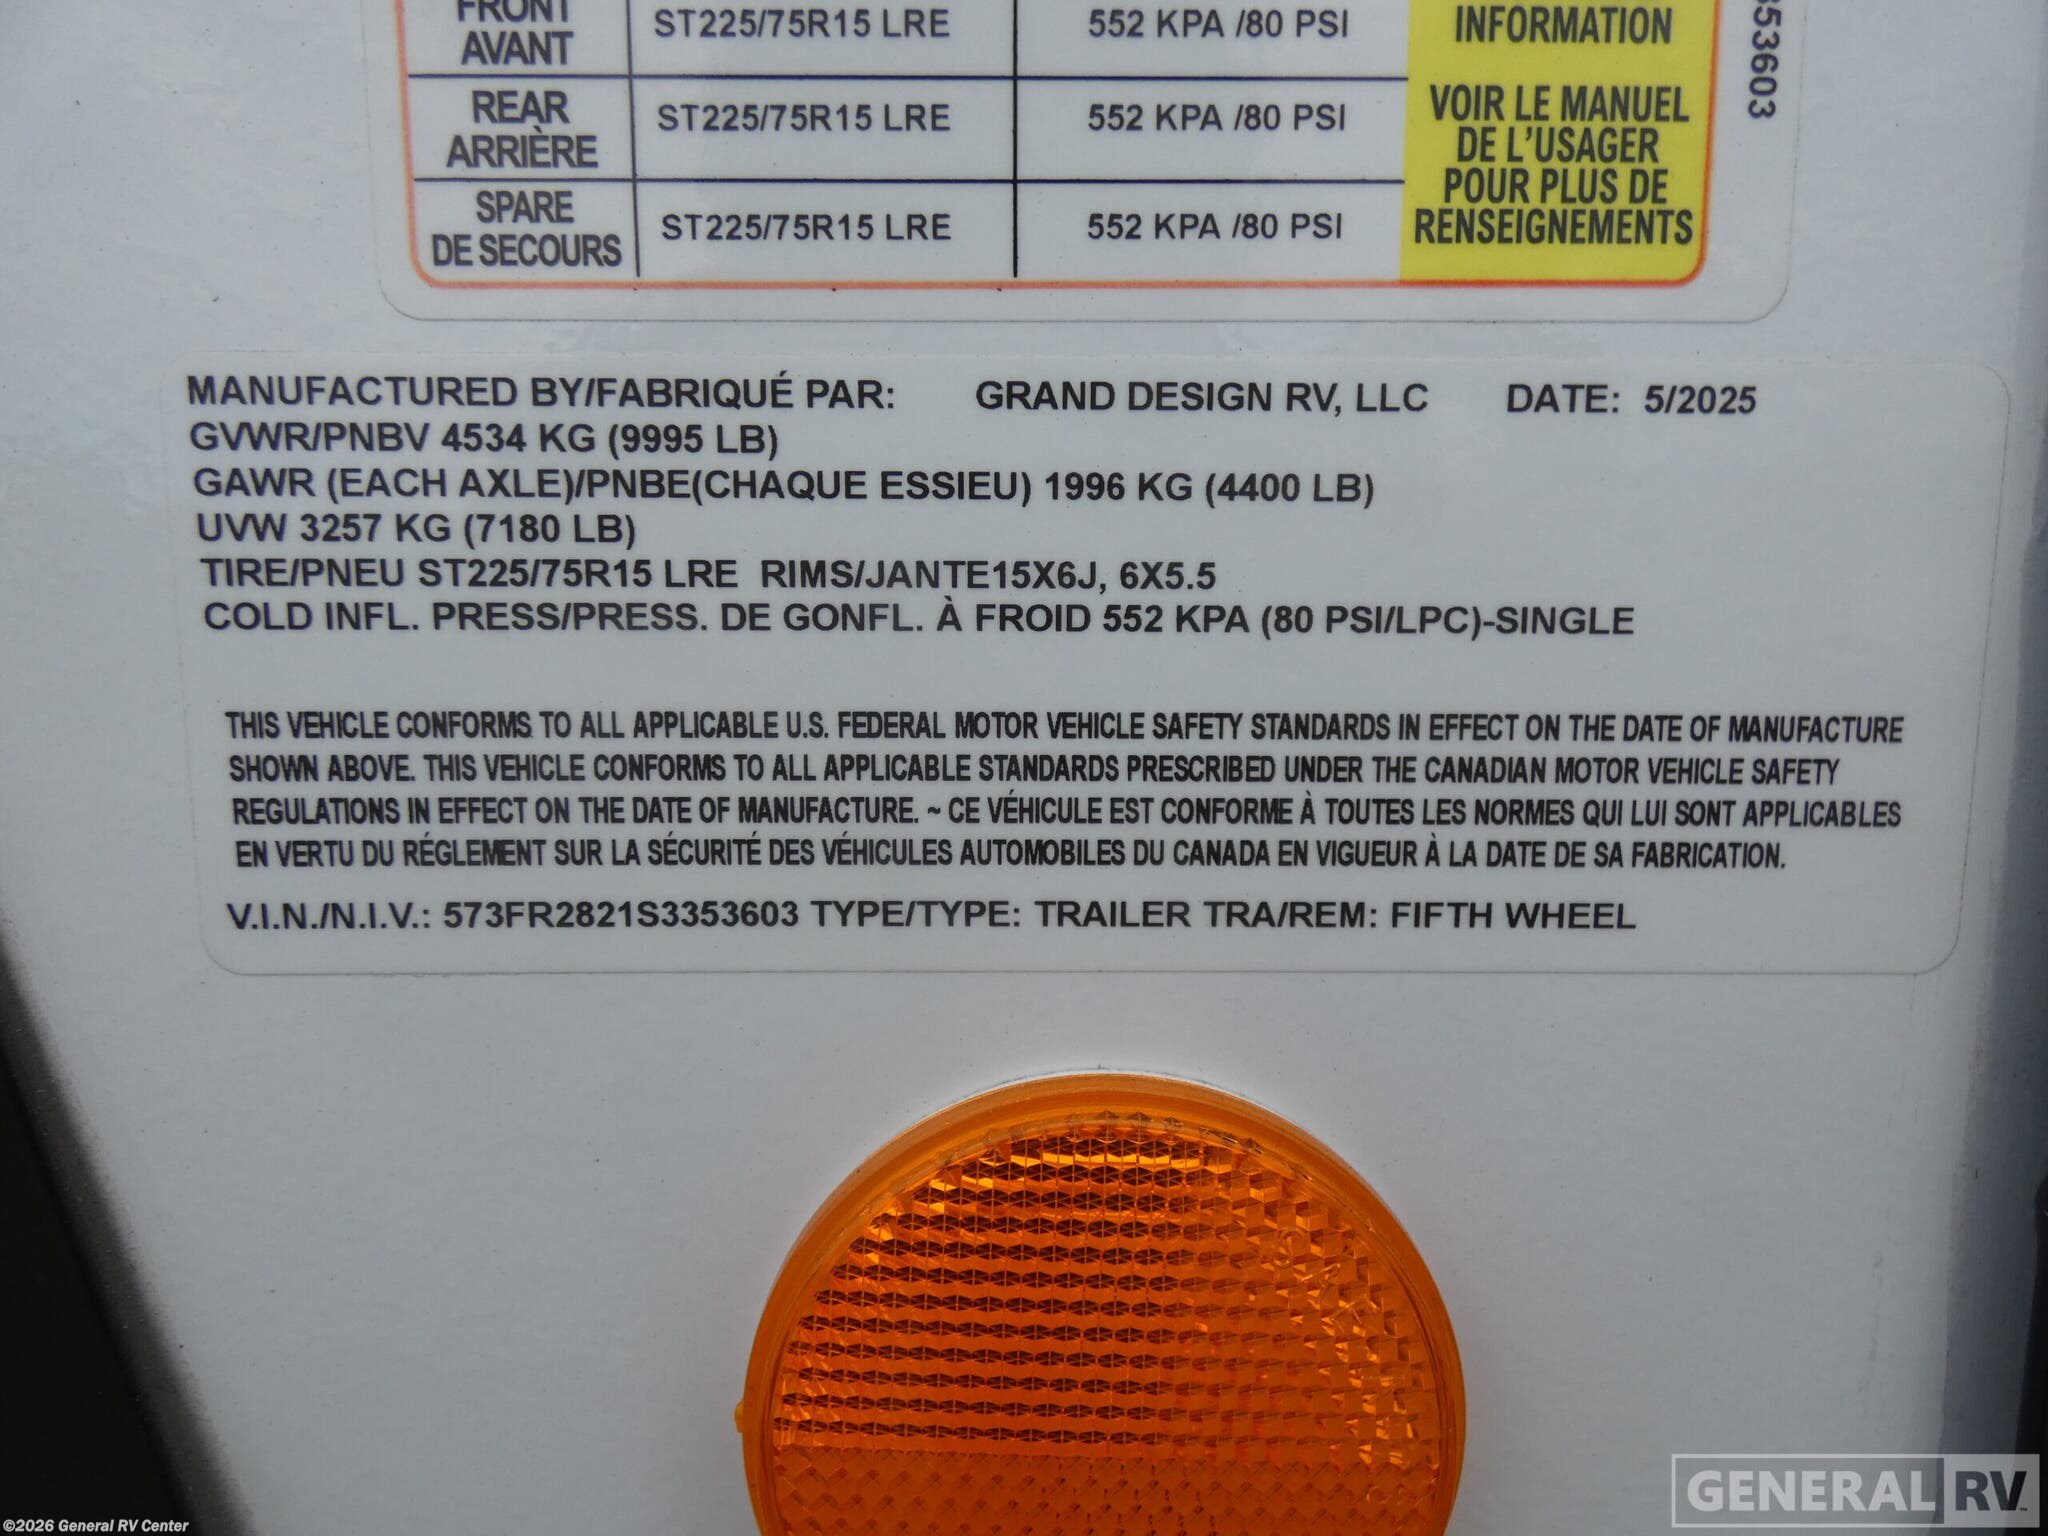 FRONT ST225/75R15 LRE 552 KPA /80 PSI INFORMATION
AVANT
REAR ST225/75R15 LRE 552 KPA /80 PSI VOIR LE MANUEL
ARRIÈRE DE L'USAGER
POUR PLUS DE
SPARE ST225/75R15 LRE 552 KPA /80 PSI RENSEIGNEMENTS
DE SECOURS
353603
MANUFACTURED BY/FABRIQUÉ PAR: GRAND DESIGN RV, LLC DATE: 5/2025
GVWR/PNBV 4534 KG (9995 LB)
GAWR (EACH AXLE)/PNBE(CHAQUE ESSIEU) 1996 KG (4400 LB)
UVW 3257 KG (7180 LB)
TIRE/PNEU ST225/75R15 LRE RIMS/JANTE15X6J, 6X5.5
COLD INFL. PRESS/PRESS. DE GONFL. À FROID 552 KPA (80 PSI/LPC)-SINGLE
THIS VEHICLE CONFORMS TO ALL APPLICABLE U.S. FEDERAL MOTOR VEHICLE SAFETY STANDARDS IN EFFECT ON THE DATE OF MANUFACTURE
SHOWN ABOVE. THIS VEHICLE CONFORMS TO ALL APPLICABLE STANDARDS PRESCRIBED UNDER THE CANADIAN MOTOR VEHICLE SAFETY
REGULATIONS IN EFFECT ON THE DATE OF MANUFACTURE. ~ CE VÉHICULE EST CONFORME À TOUTES LES NORMES QUI LUI SONT APPLICABLES
EN VERTU DU RÉGLEMENT SUR LA SÉCURITÉ DES VÉHICULES AUTOMOBILES DU CANADA EN VIGUEUR À LA DATE DE SA FABRICATION.
V.I.N./N.I.V.: 573FR2821S3353603 TYPE/TYPE: TRAILER TRA/REM: FIFTH WHEEL
GENERAL RV
©2026 General RV Center